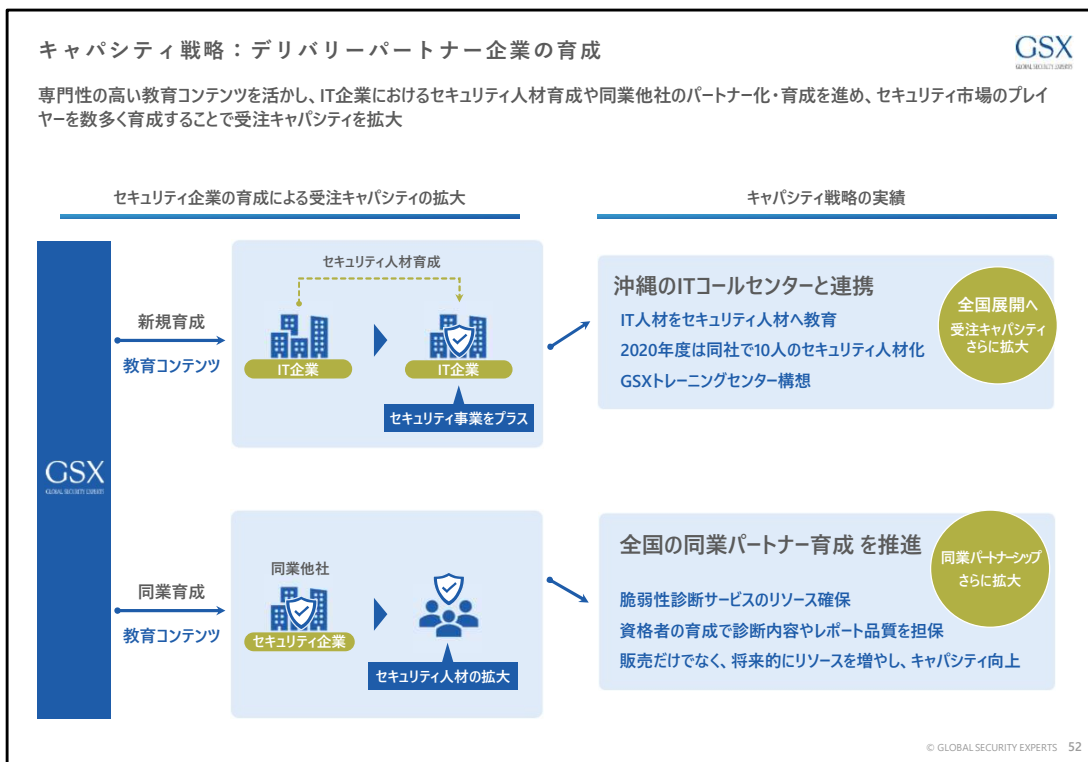 キャパシティ戦略：デリバリーパートナー企業の育成
GSX
GLOBAL SECURITY EXPERTS
専門性の高い教育コンテンツを活かし、IT企業におけるセキュリティ人材育成や同業他社のパートナー化・育成を進め、セキュリティ市場のプレイ
ヤーを数多く育成することで受注キャパシティを拡大
セキュリティ企業の育成による受注キャパシティの拡大
キャパシティ戦略の実績
GSX
GLOBAL SECURITY EXPERTS
新規育成
教育コンテンツ
セキュリティ人材育成
IT企業
IT企業
セキュリティ事業をプラス
沖縄のITコールセンターと連携
IT人材をセキュリティ人材へ教育
2020年度は同社で10人のセキュリティ人材化
GSXトレーニングセンター構想
全国展開へ
受注キャパシティ
さらに拡大
同業育成
教育コンテンツ
同業他社
セキュリティ企業
セキュリティ人材の拡大
全国の同業パートナー育成 を推進
脆弱性診断サービスのリソース確保
資格者の育成で診断内容やレポート品質を担保
販売だけでなく、将来的にリソースを増やし、キャパシティ向上
同業パートナーシップ
さらに拡大
© GLOBAL SECURITY EXPERTS 52